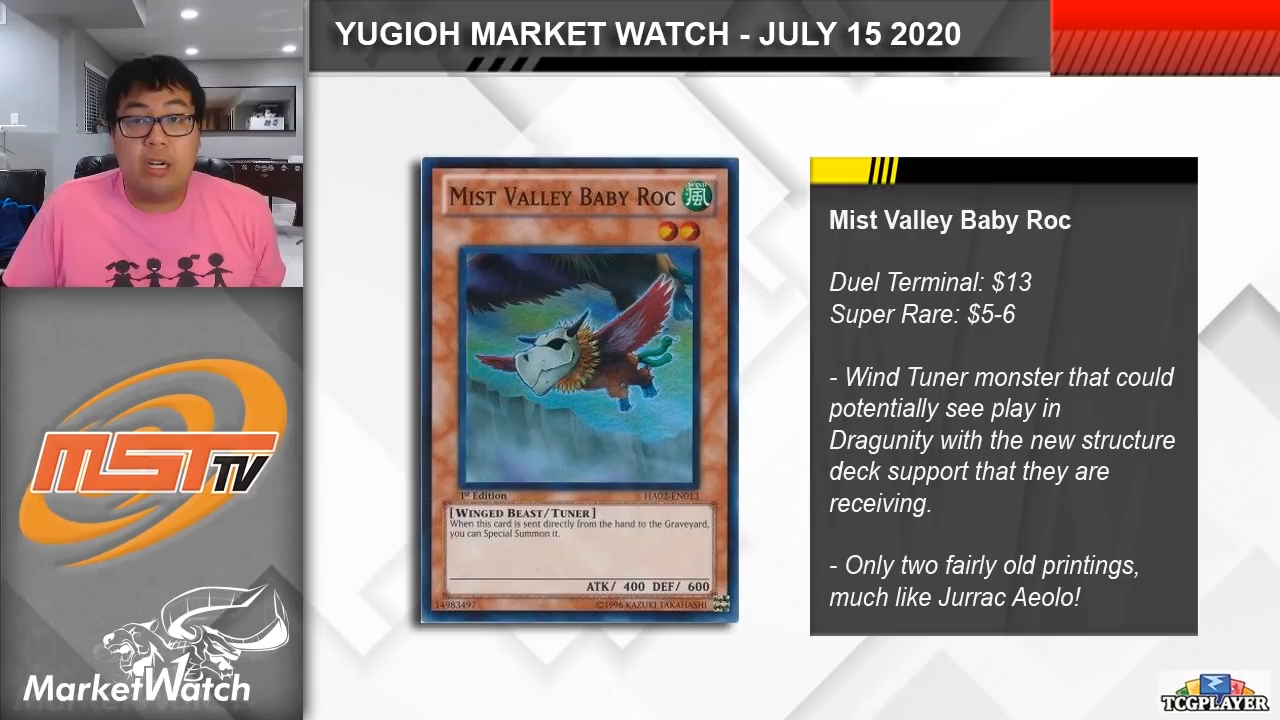 YUGIOH MARKET WATCH - JULY 15 2020
MIST VALLEY BABY ROC
WIND
風
1st Edition
HA02-EN013
[WINGED BEAST/TUNER]
When this card is sent directly from the hand to the Graveyard,
you can Special Summon it.
ATK/ 400 DEF/ 600
14983497
©1996 KAZUKI TAKAHASHI
Mist Valley Baby Roc
Duel Terminal: $13
Super Rare: $5-6
- Wind Tuner monster that could
potentially see play in
Dragunity with the new structure
deck support that they are
receiving.
- Only two fairly old printings,
much like Jurrac Aeolo!
MST TV
MarketWatch
TCGPLAYER